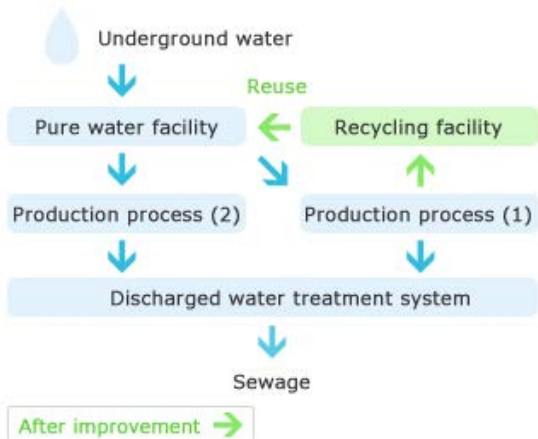 Underground water
Reuse
Pure water facility
Recycling facility
Production process (2)
Production process (1)
Discharged water treatment system
Sewage
After improvement